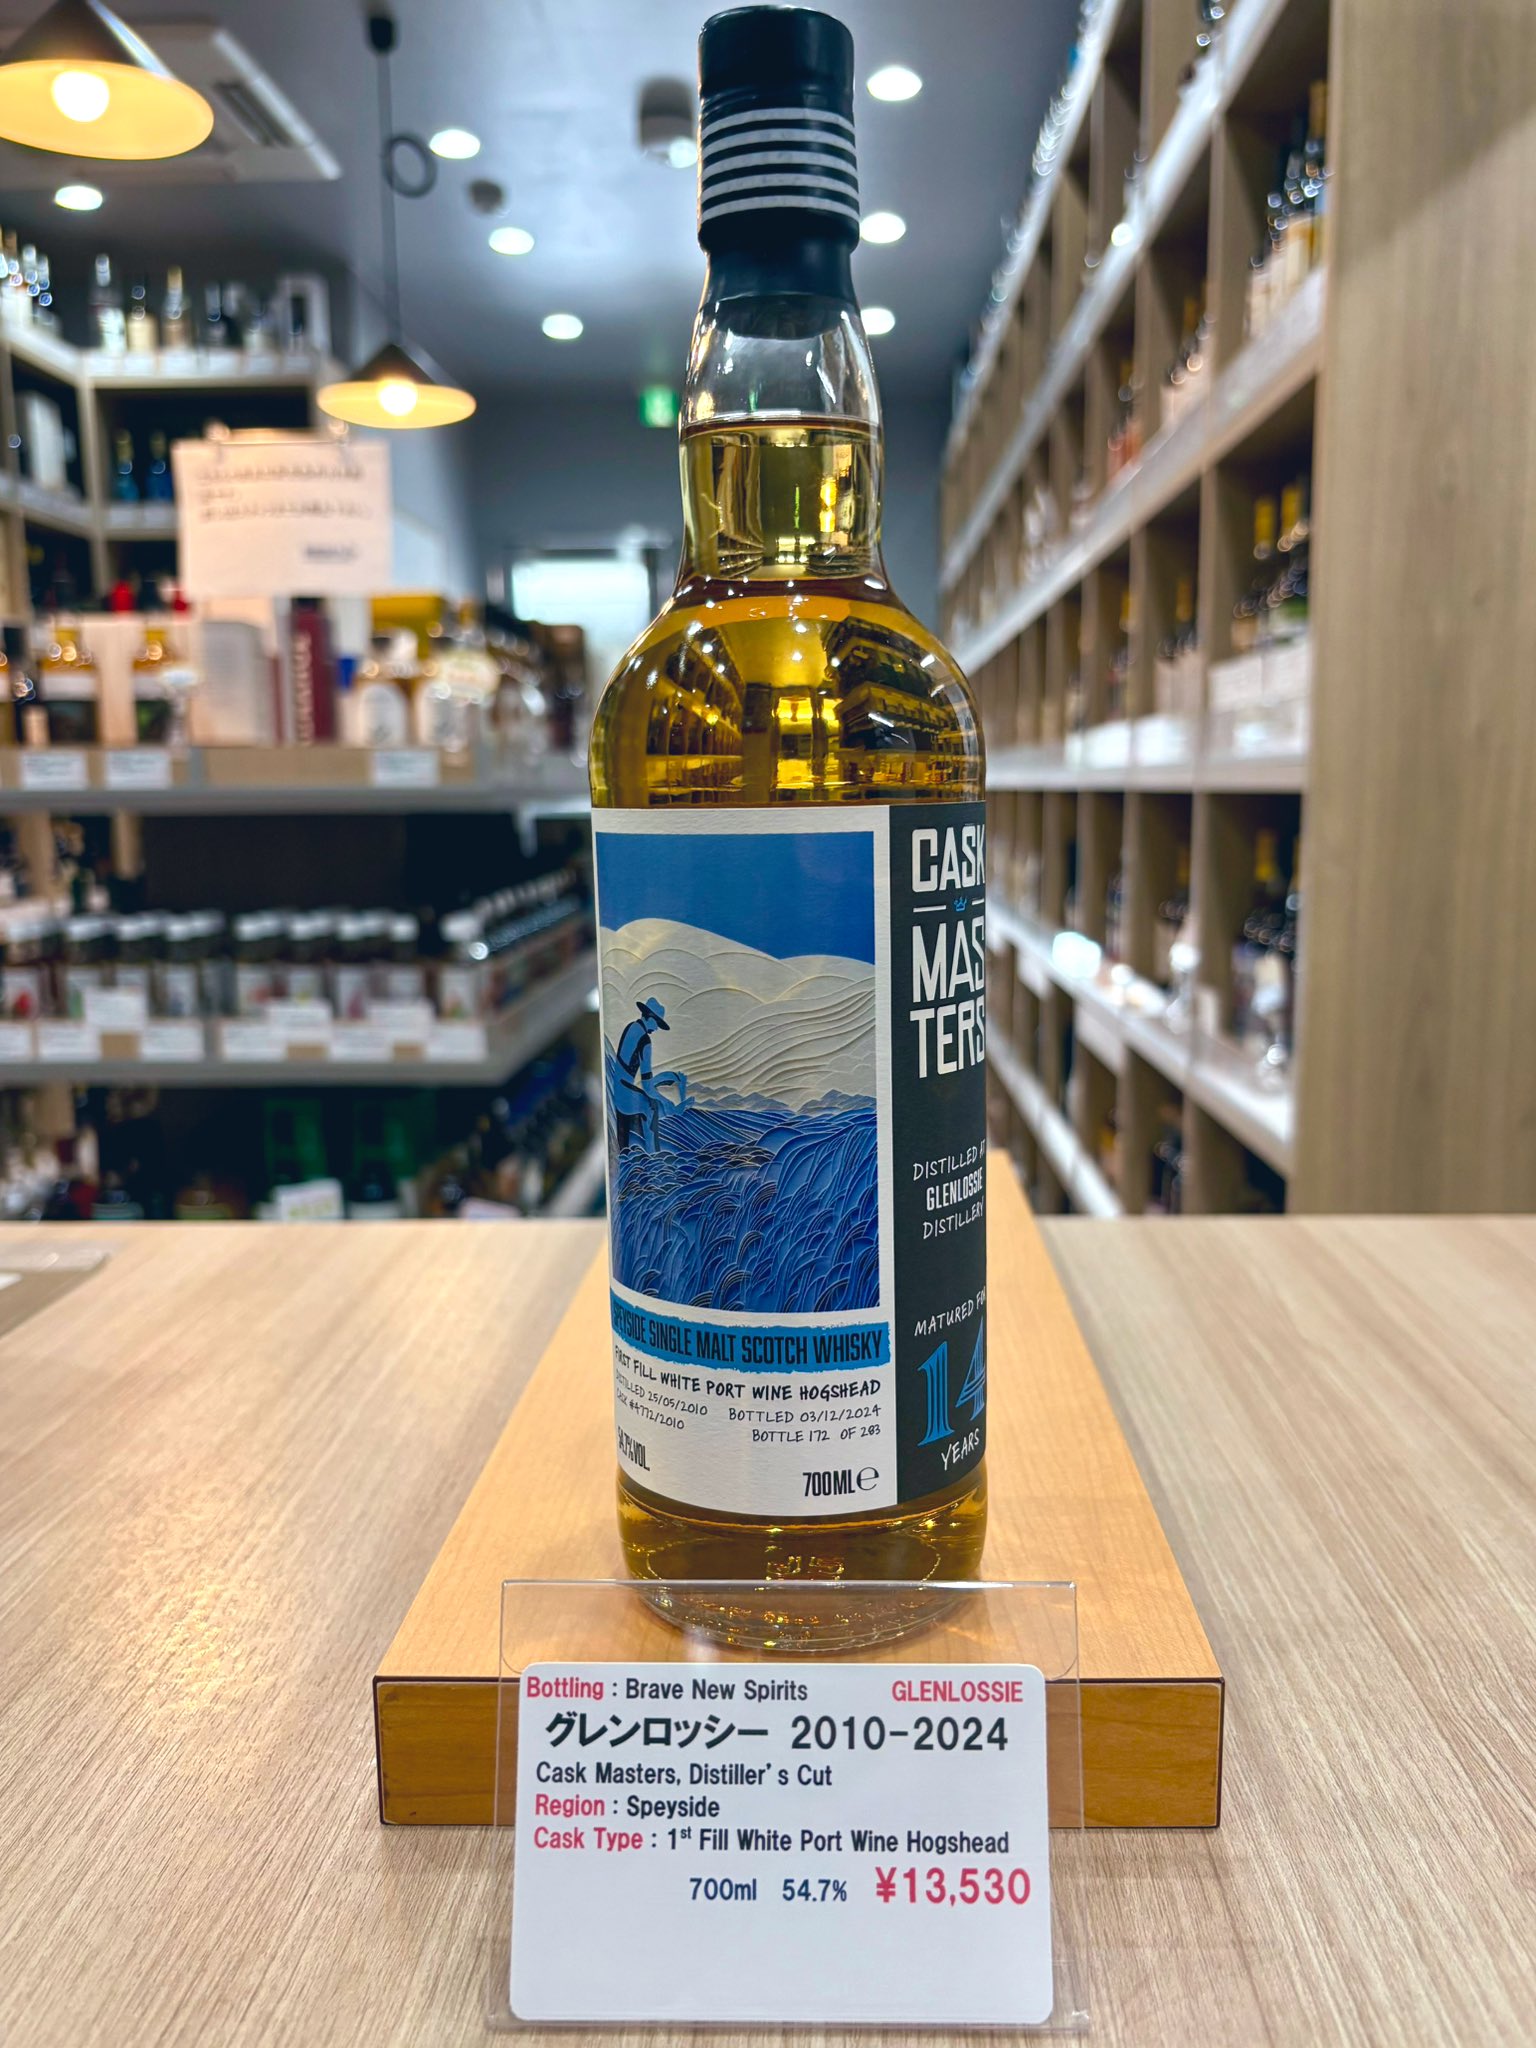 CASK
MAS
TERS
DISTILLED AT
GLENLOSSIE
DISTILLERY
MATURED FOR
14
YEARS
SPEYSIDE SINGLE MALT SCOTCH WHISKY
FIRST FILL WHITE PORT WINE HOGSHEAD
DISTILLED 25/05/2010 BOTTLED 03/12/2024
CASK #4772/2010 BOTTLE 172 OF 283
54.7%VOL. 700ML e
Bottling : Brave New Spirits GLENLOSSIE
グレンロッシー 2010-2024
Cask Masters, Distiller's Cut
Region : Speyside
Cask Type : 1st Fill White Port Wine Hogshead
700ml 54.7% ¥13,530